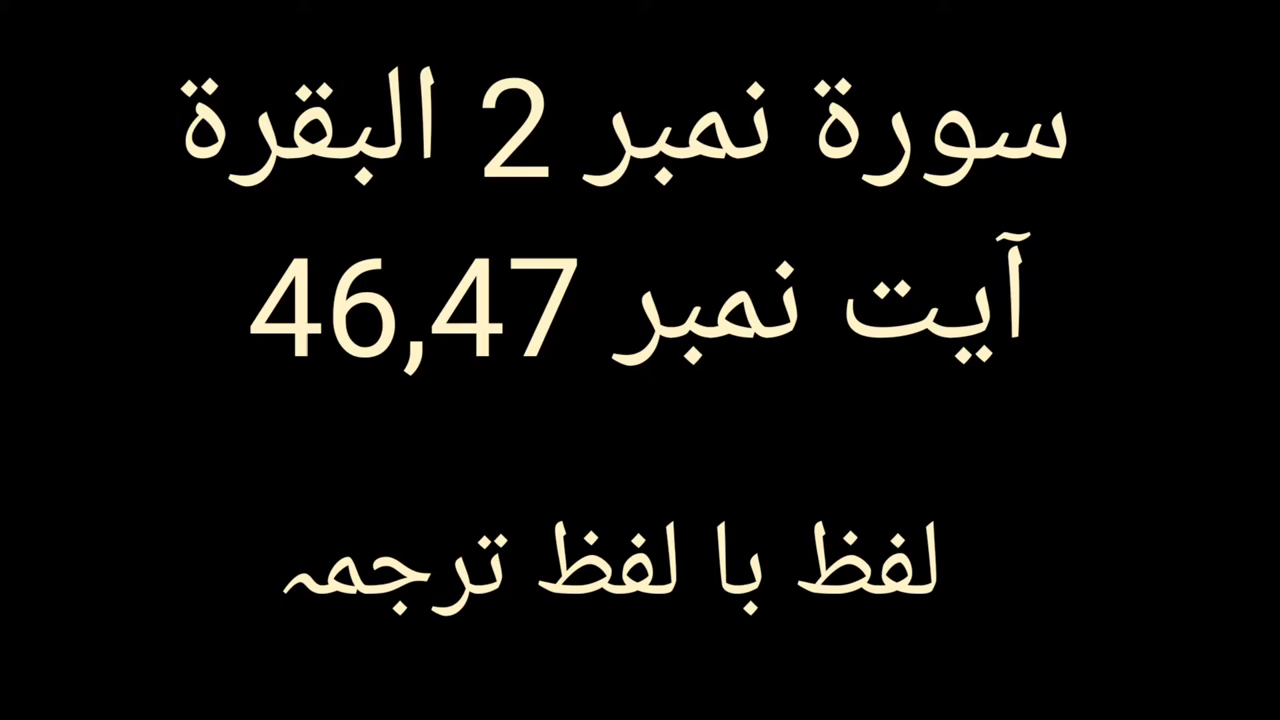 سورة نمبر 2 البقرة
آیت نمبر 46,47
لفظ با لفظ ترجمہ